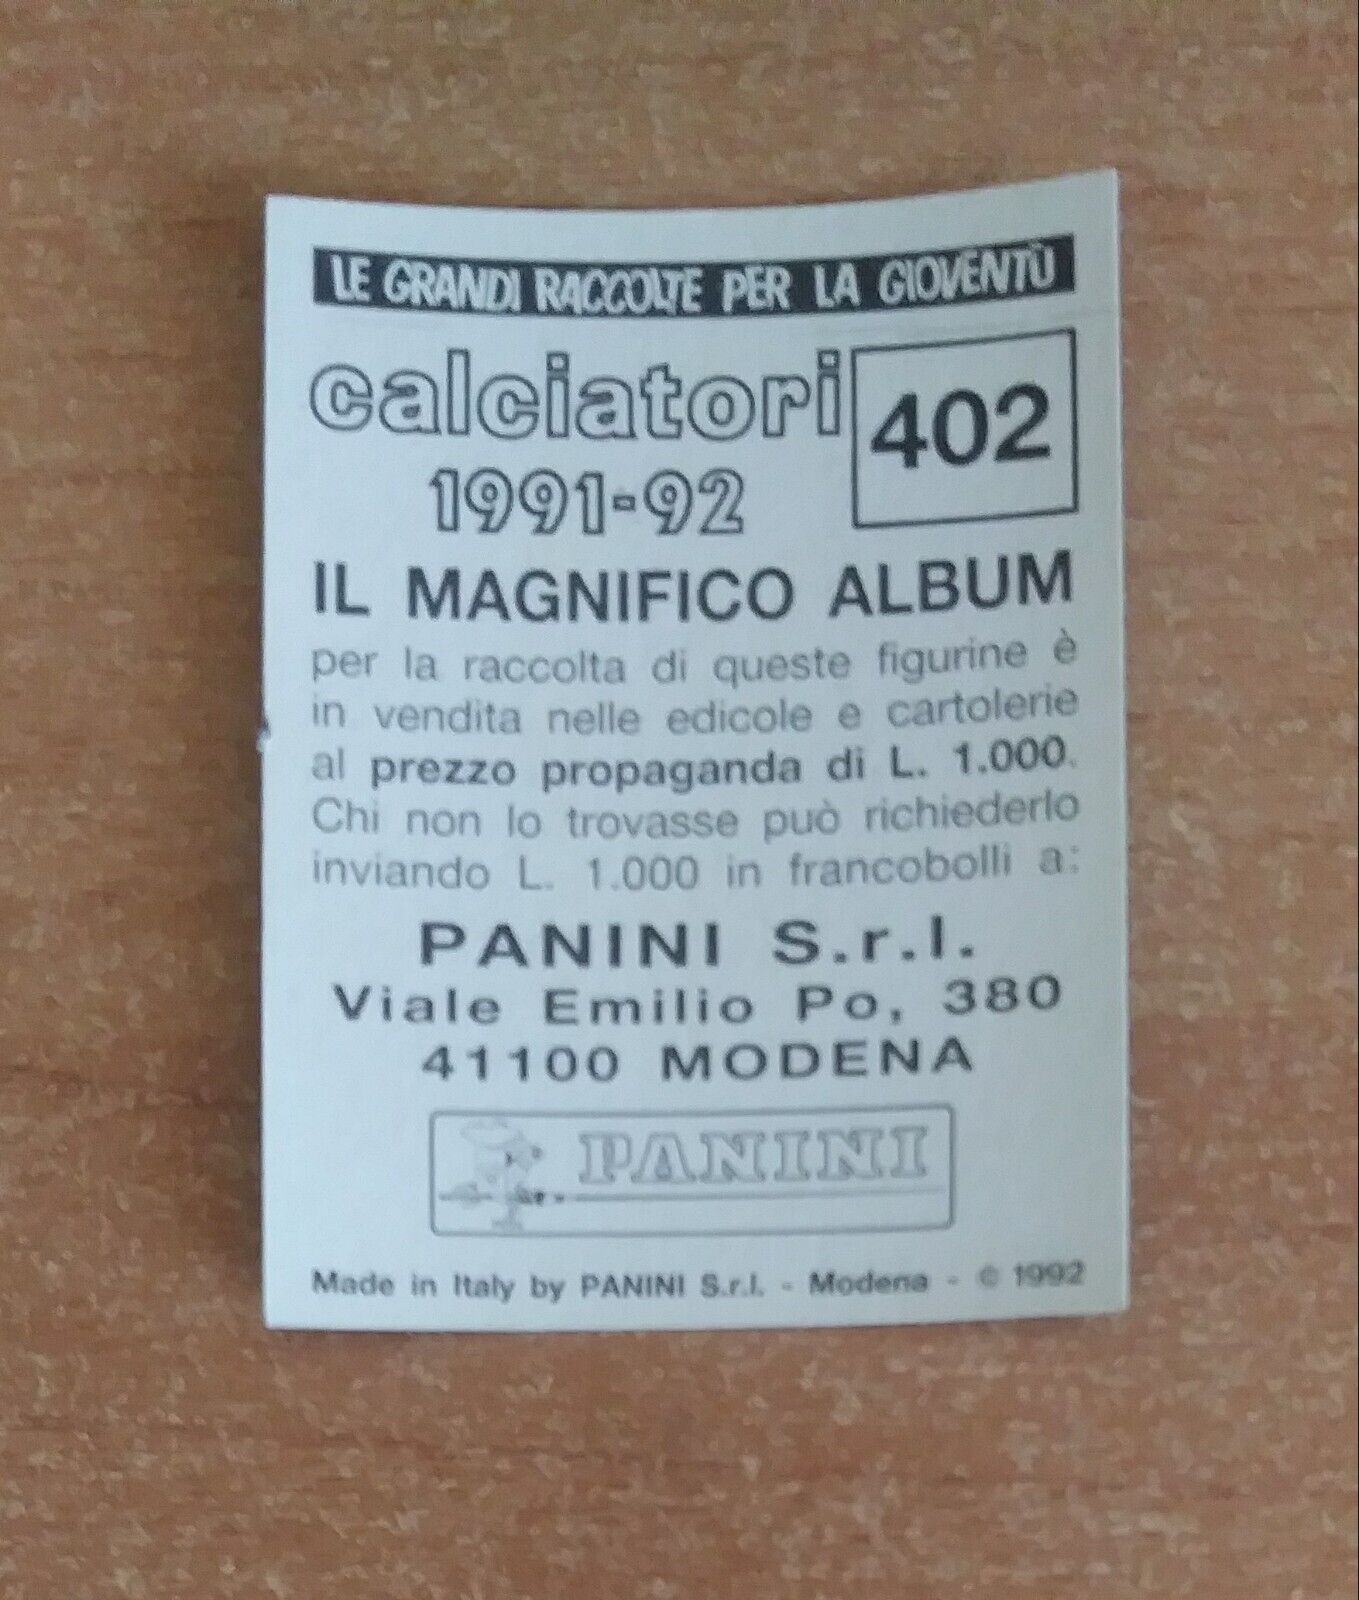 LE GRANDI RACCOLTE PER LA GIOVENTÙ
calciatori
402
1991-92
IL MAGNIFICO ALBUM
per la raccolta di queste figurine è
in vendita nelle edicole e cartolerie
al prezzo propaganda di L. 1.000.
Chi non lo trovasse può richiederlo
inviando L. 1.000 in francobolli a:
PANINI S.r.l.
Viale Emilio Po, 380
41100 MODENA
PANINI
Made in Italy by PANINI S.r.l. - Modena - © 1992